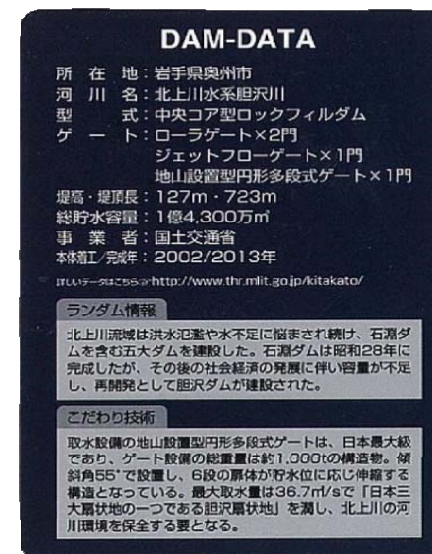 DAM-DATA
所在地：岩手県奥州市
河川名：北上川水系胆沢川
型式：中央コア型ロックフィルダム
ゲート：ローラゲート×2門
ジェットフローゲート×1門
地山設置型円形多段式ゲート×1門
堤高・堤頂長：127m・723m
総貯水容量：1億4,300万㎥
事業者：国土交通省
本体着工/完成年：2002/2013年
詳しいデータはこちら☞http://www.thr.mlit.go.jp/kitakato/
ランダム情報
北上川流域は洪水氾濫や水不足に悩まされ続け、石淵ダ
ムを含む五大ダムを建設した。石淵ダムは昭和28年に
完成したが、その後の社会経済の発展に伴い容量が不足
し、再開発として胆沢ダムが建設された。
こだわり技術
取水設備の地山設置型円形多段式ゲートは、日本最大級
であり、ゲート設備の総重量は約1,000tの構造物。傾
斜角55°で設置し、6段の扉体が貯水位に応じ伸縮する
構造となっている。最大取水量は36.7㎥/sで「日本三
大扇状地の一つである胆沢扇状地」を潤し、北上川の河
川環境を保全する要となる。